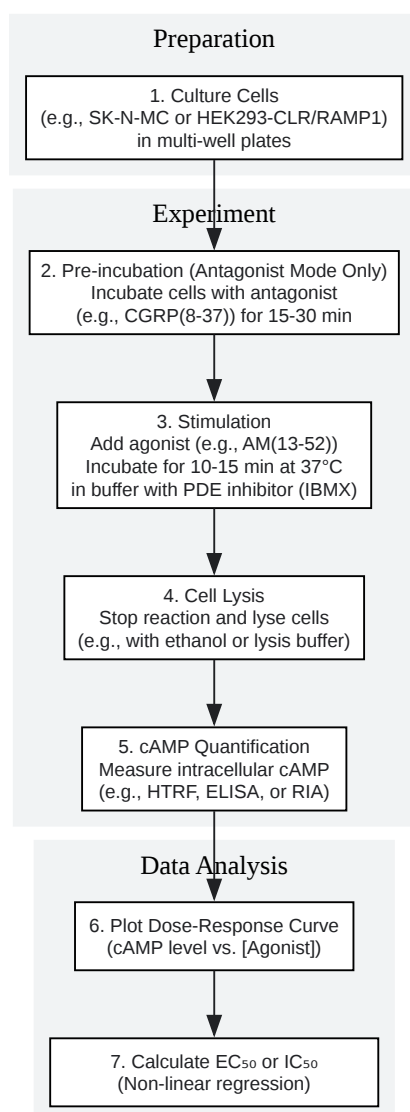 Preparation
1. Culture Cells
(e.g., SK-N-MC or HEK293-CLR/RAMP1)
in multi-well plates
Experiment
2. Pre-incubation (Antagonist Mode Only)
Incubate cells with antagonist
(e.g., CGRP(8-37)) for 15-30 min
3. Stimulation
Add agonist (e.g., AM(13-52))
Incubate for 10-15 min at 37°C
in buffer with PDE inhibitor (IBMX)
4. Cell Lysis
Stop reaction and lyse cells
(e.g., with ethanol or lysis buffer)
5. cAMP Quantification
Measure intracellular cAMP
(e.g., HTRF, ELISA, or RIA)
Data Analysis
6. Plot Dose-Response Curve
(cAMP level vs. [Agonist])
7. Calculate EC₅₀ or IC₅₀
(Non-linear regression)